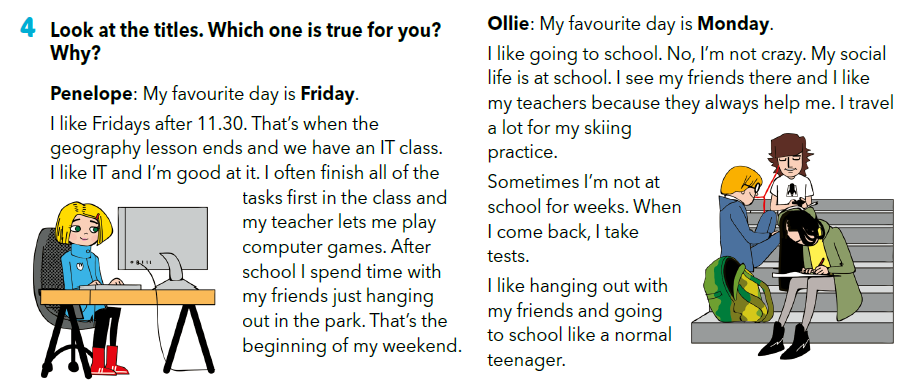 4 Look at the titles. Which one is true for you?
Why?
Penelope: My favourite day is Friday.
I like Fridays after 11.30. That's when the
geography lesson ends and we have an IT class.
I like IT and I'm good at it. I often finish all of the
tasks first in the class and
my teacher lets me play
computer games. After
school I spend time with
my friends just hanging
out in the park. That's the
beginning of my weekend.
Ollie: My favourite day is Monday.
I like going to school. No, I'm not crazy. My social
life is at school. I see my friends there and I like
my teachers because they always help me. I travel
a lot for my skiing
practice.
Sometimes I'm not at
school for weeks. When
I come back, I take
tests.
I like hanging out with
my friends and going
to school like a normal
teenager.